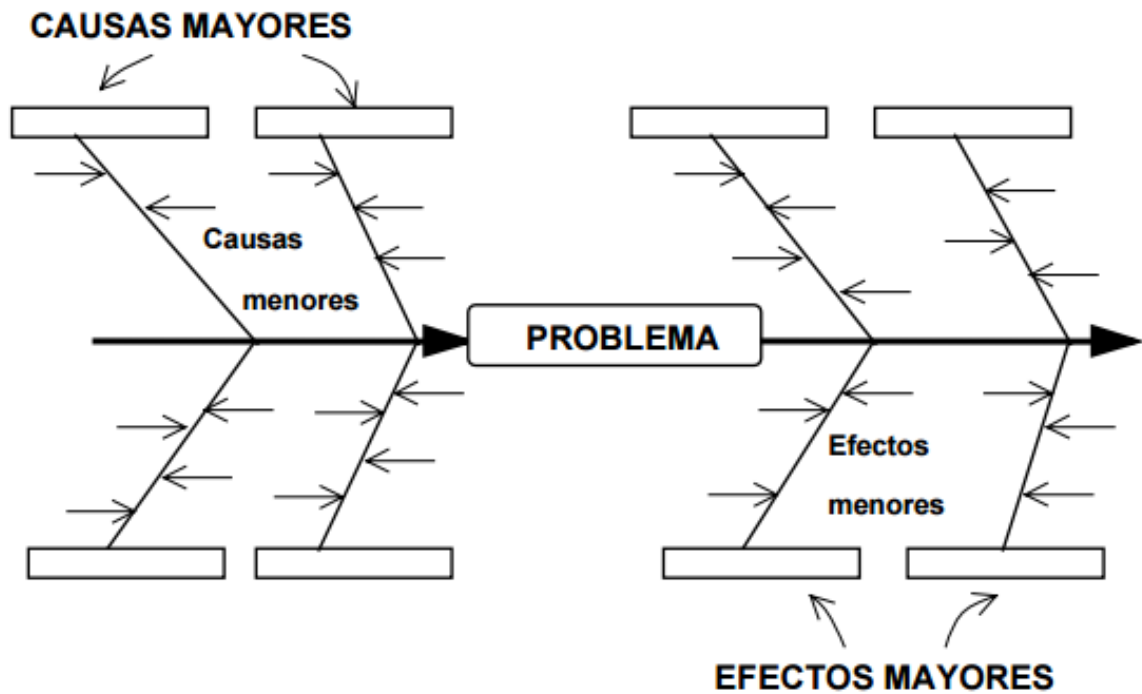 CAUSAS MAYORES
Causas
menores
PROBLEMA
Efectos
menores
EFECTOS MAYORES